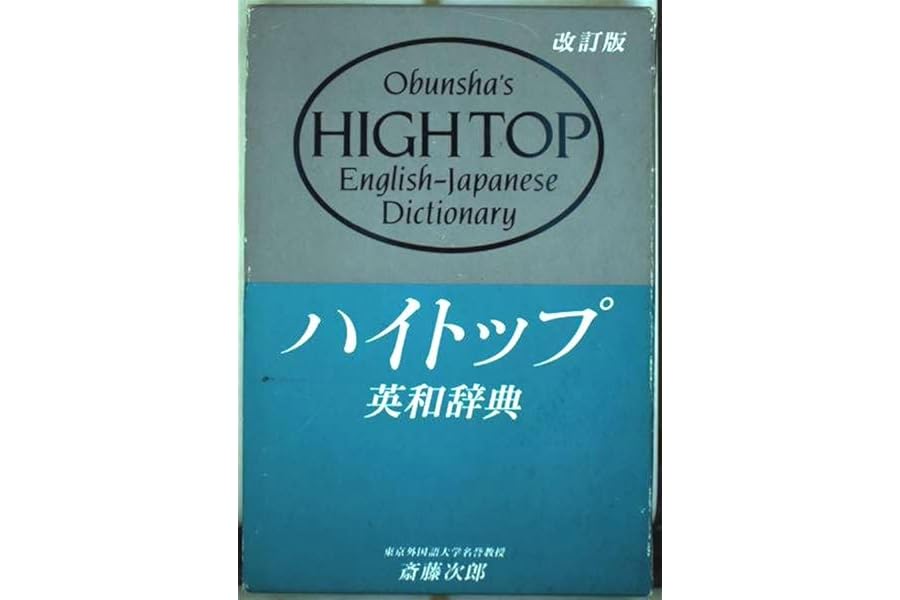 改訂版
Obunsha's
HIGH TOP
English-Japanese
Dictionary
ハイトップ
英和辞典
東京外国語大学名誉教授
斎藤次郎